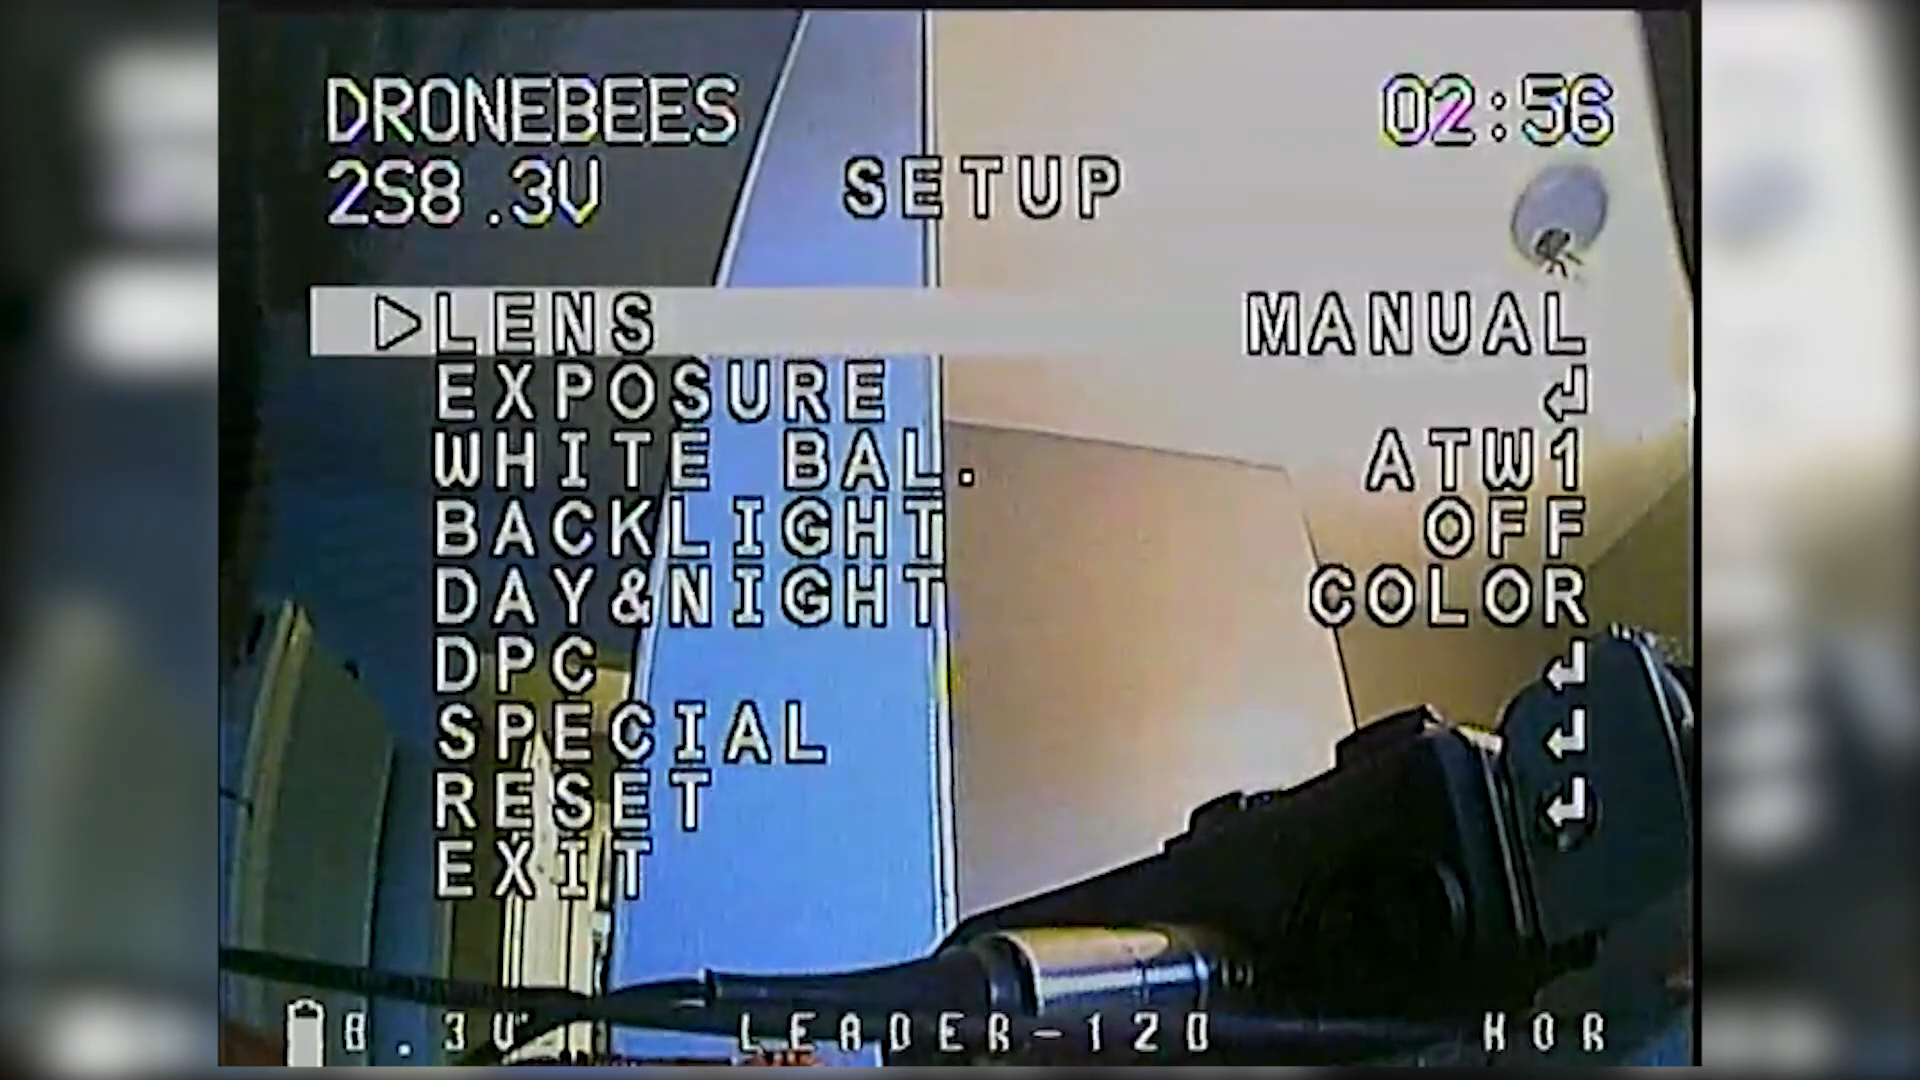 DRONEBEES 02:56
2S8.3V SETUP
LENS MANUAL
EXPOSURE
WHITE BAL. ATW1
BACKLIGHT OFF
DAY&NIGHT COLOR
DPC
SPECIAL
RESET
EXIT
8.3V LEADER-120 HOR